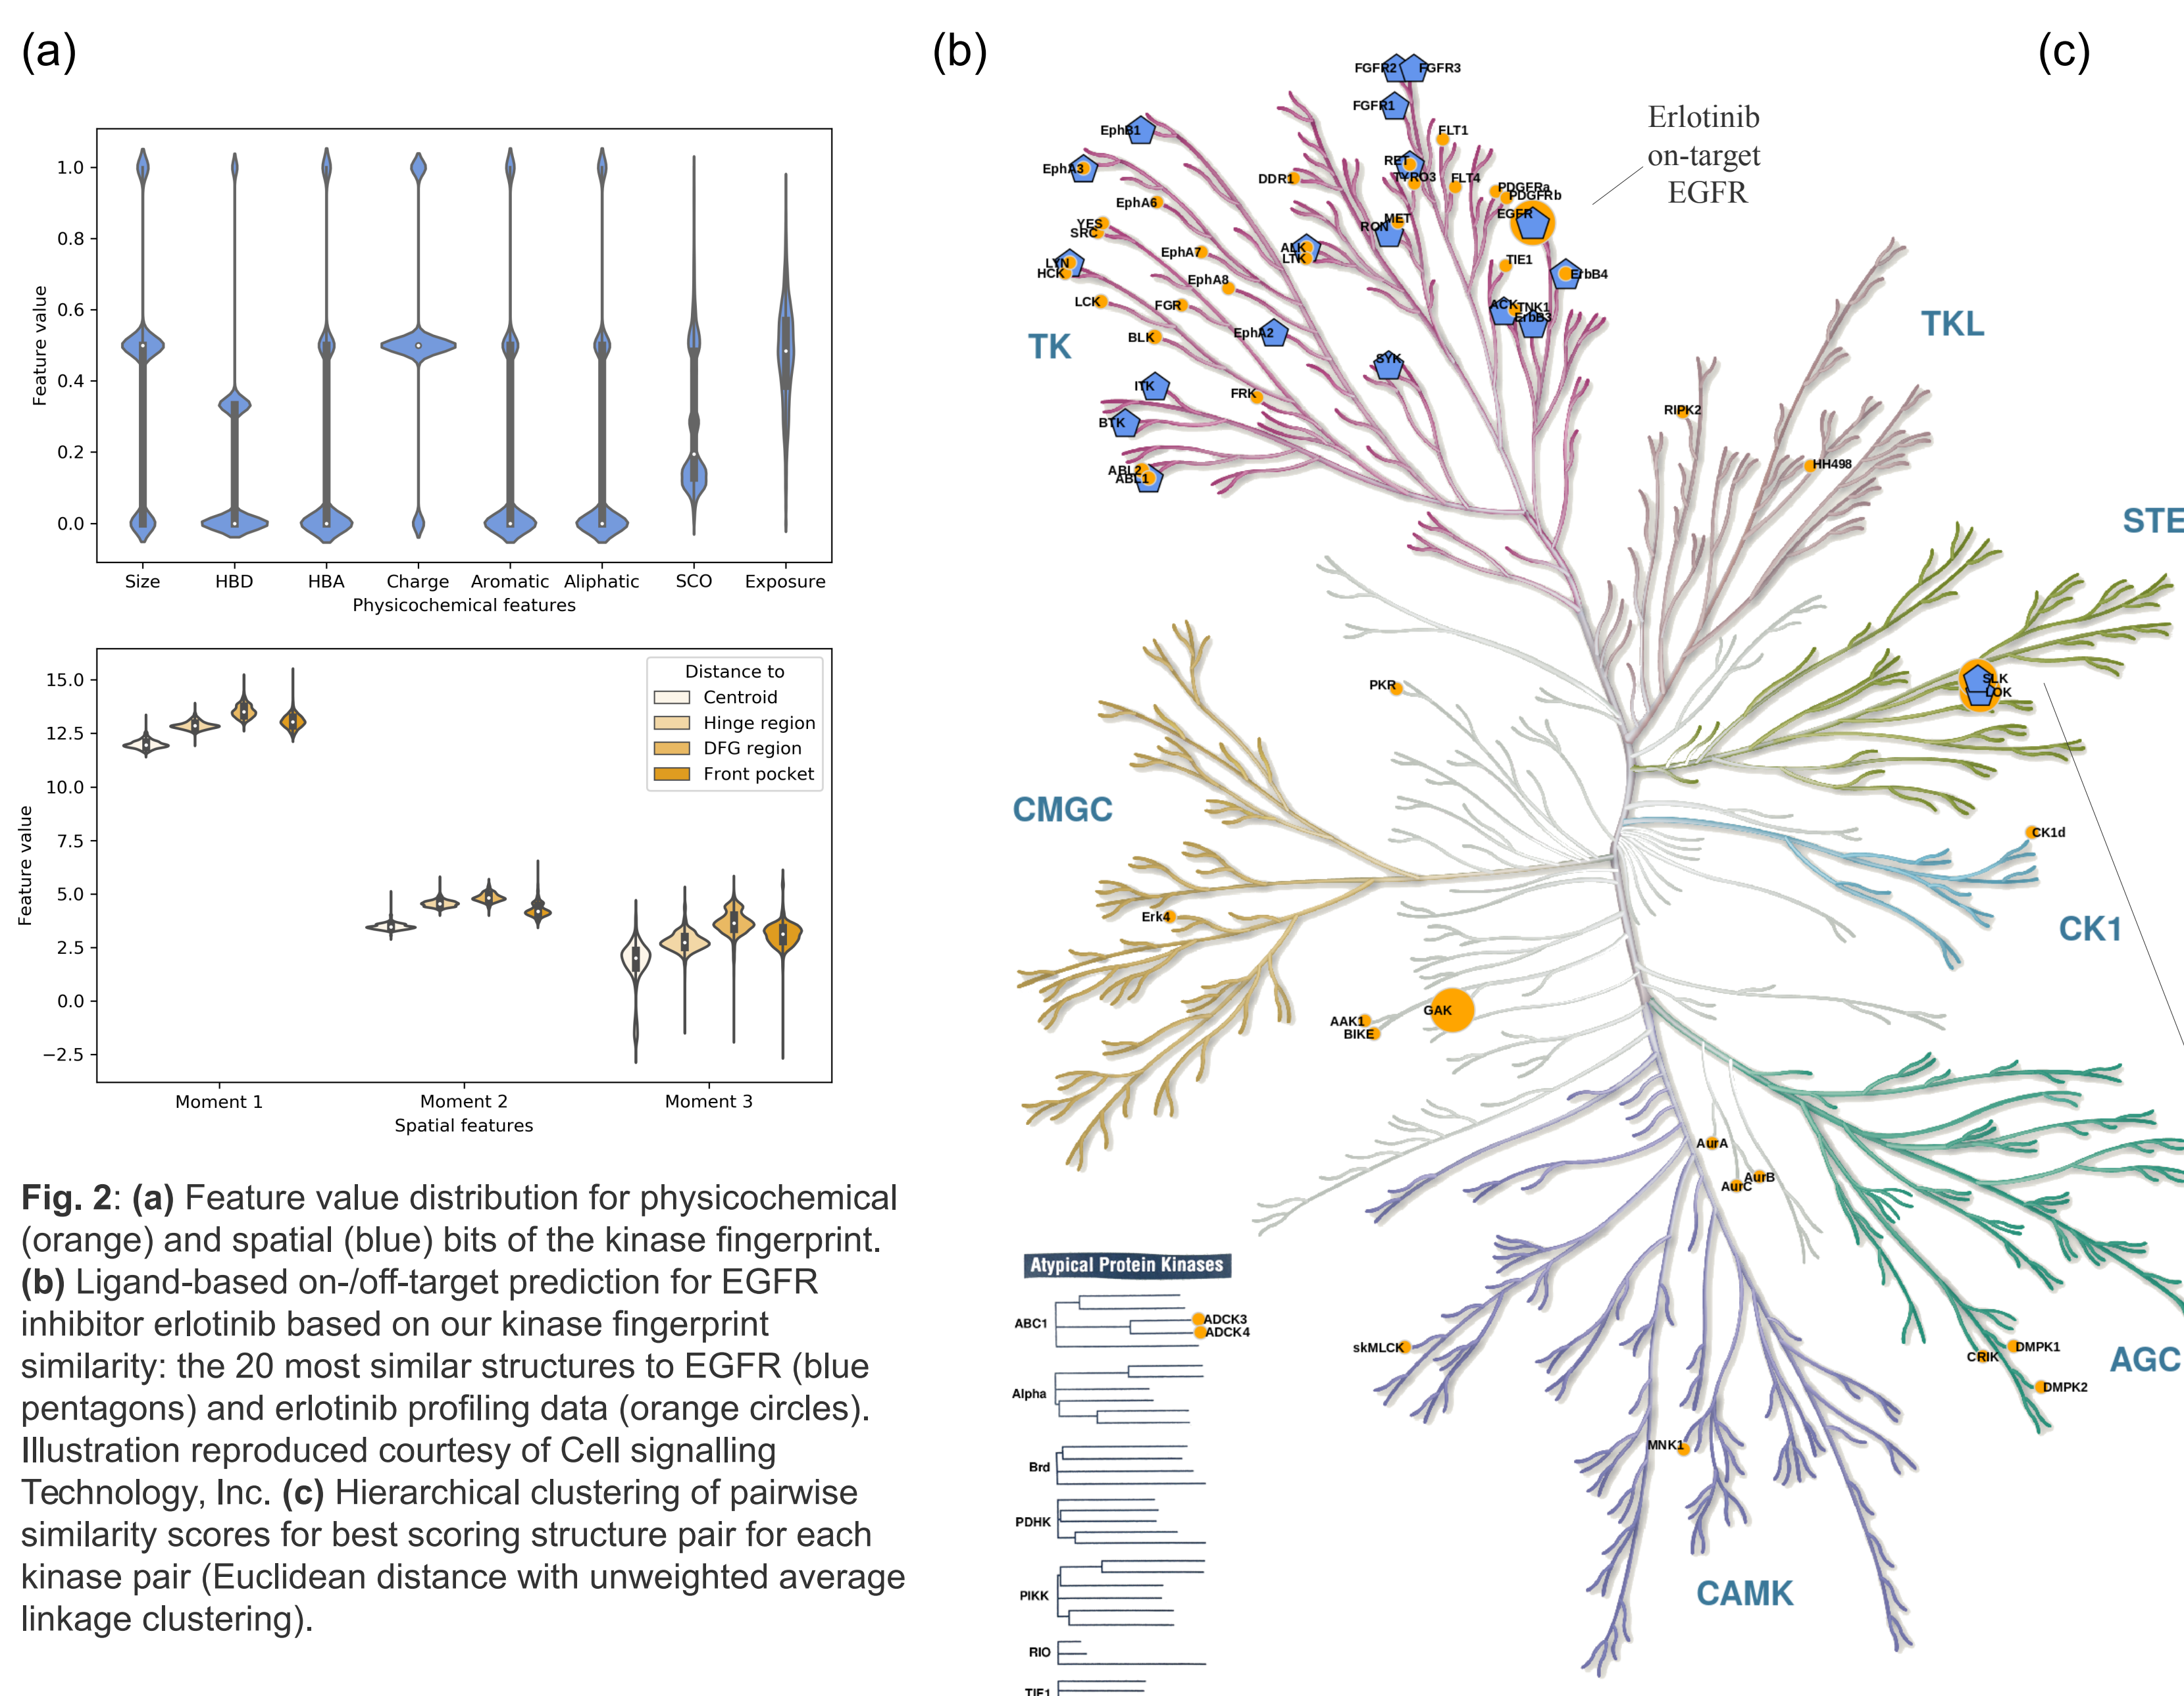 (a)
1.0
0.8
0.6
0.4
0.2
0.0
Feature value
Size HBD HBA Charge Aromatic Aliphatic SCO Exposure
Physicochemical features
15.0
12.5
10.0
7.5
5.0
2.5
0.0
−2.5
Feature value
Distance to
Centroid
Hinge region
DFG region
Front pocket
Moment 1 Moment 2 Moment 3
Spatial features
Fig. 2: (a) Feature value distribution for physicochemical
(orange) and spatial (blue) bits of the kinase fingerprint.
(b) Ligand-based on-/off-target prediction for EGFR
inhibitor erlotinib based on our kinase fingerprint
similarity: the 20 most similar structures to EGFR (blue
pentagons) and erlotinib profiling data (orange circles).
Illustration reproduced courtesy of Cell signalling
Technology, Inc. (c) Hierarchical clustering of pairwise
similarity scores for best scoring structure pair for each
kinase pair (Euclidean distance with unweighted average
linkage clustering).
(b)
FGFR2 FGFR3
FGFR1
EphB1
FLT1
EphA3
RET
DDR1
TYRO3
FLT4
PDGFRa
PDGFRb
EphA6
EGFR
MET
YES
RON
SRC
ALK
EphA7
LTK
TIE1
LYN
HCK
ErbB4
EphA8
LCK
FGR
ACK
TNK1
ErbB3
EphA2
BLK
SYK
ITK
FRK
BTK
ABL2
ABL1
Erlotinib
on-target
EGFR
TK
TKL
RIPK2
HH498
STE
SLK
LOK
PKR
CMGC
CK1d
CK1
Erk4
GAK
AAK1
BIKE
AurA
AurB
AurC
skMLCK
MNK1
CRIK
DMPK1
DMPK2
AGC
CAMK
Atypical Protein Kinases
ABC1
ADCK3
ADCK4
Alpha
Brd
PDHK
PIKK
RIO
TIF1
(c)